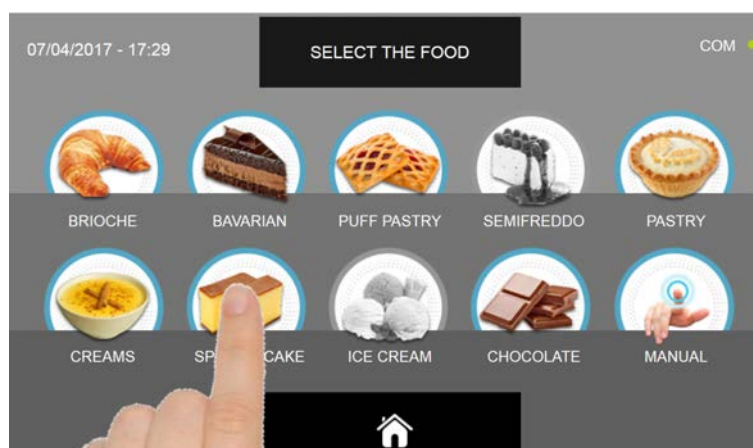 07/04/2017 - 17:29
SELECT THE FOOD
COM
BRIOCHE
BAVARIAN
PUFF PASTRY
SEMIFREDDO
PASTRY
CREAMS
CAKE
ICE CREAM
CHOCOLATE
MANUAL